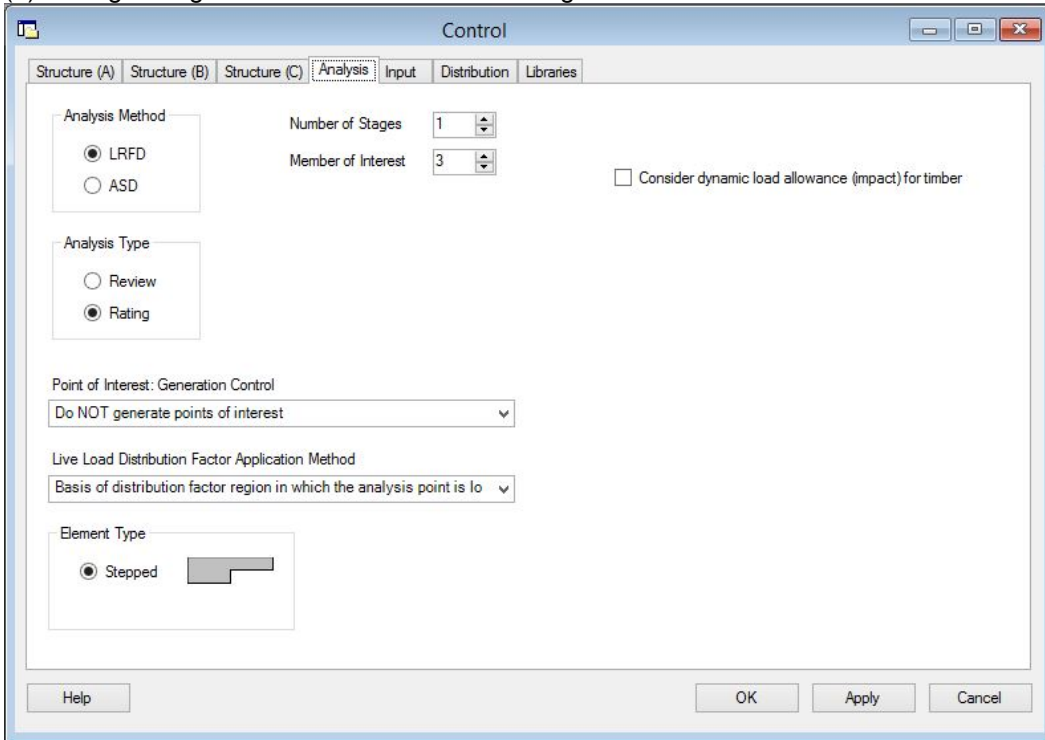 Control
Structure (A) Structure (B) Structure (C) Analysis Input Distribution Libraries
Analysis Method
LRFD
ASD
Number of Stages 1
Member of Interest 3
Consider dynamic load allowance (impact) for timber
Analysis Type
Review
Rating
Point of Interest: Generation Control
Do NOT generate points of interest
Live Load Distribution Factor Application Method
Basis of distribution factor region in which the analysis point is lo
Element Type
Stepped
Help OK Apply Cancel